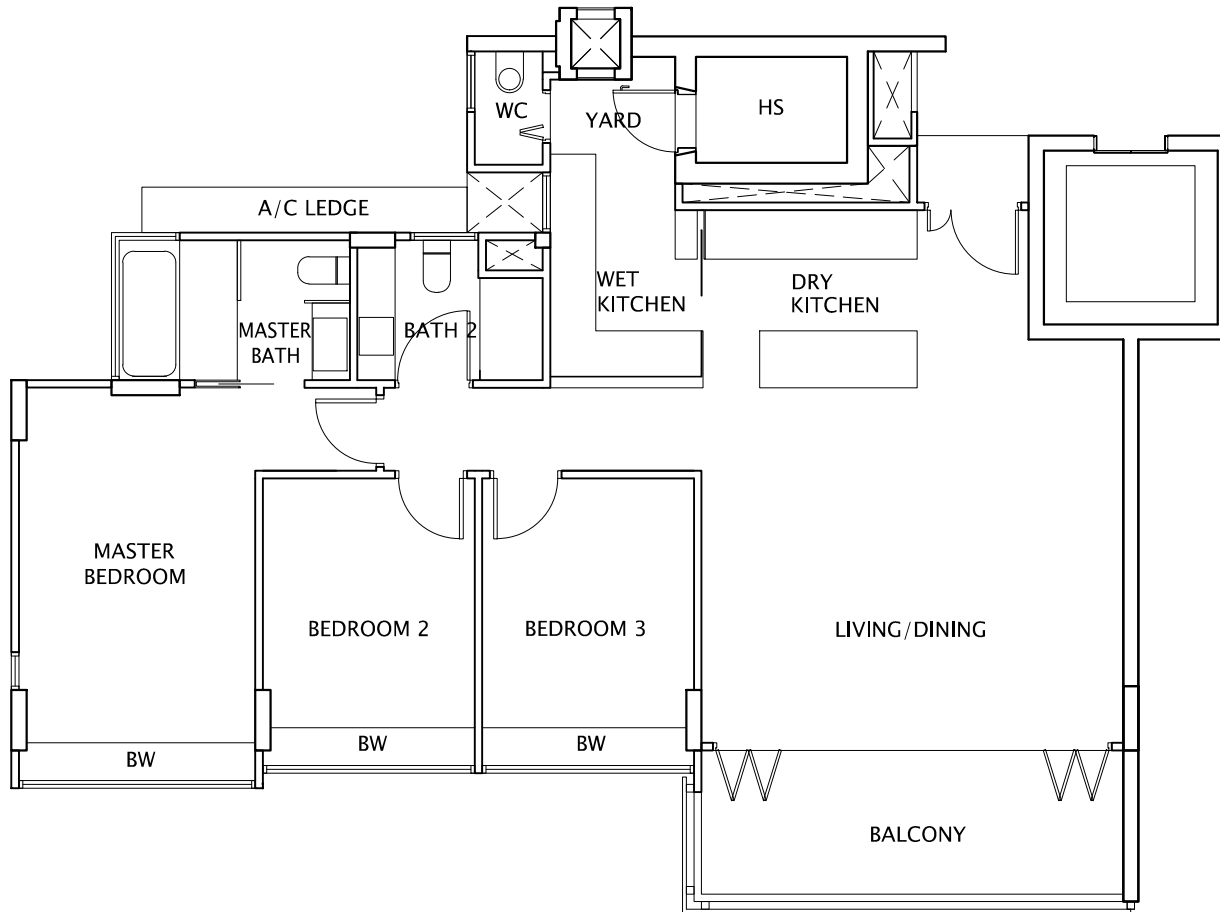 WC
YARD
HS
A/C LEDGE
WET
KITCHEN
DRY
KITCHEN
MASTER
BATH
BATH 2
MASTER
BEDROOM
BEDROOM 2
BEDROOM 3
LIVING/DINING
BW
BW
BW
BALCONY